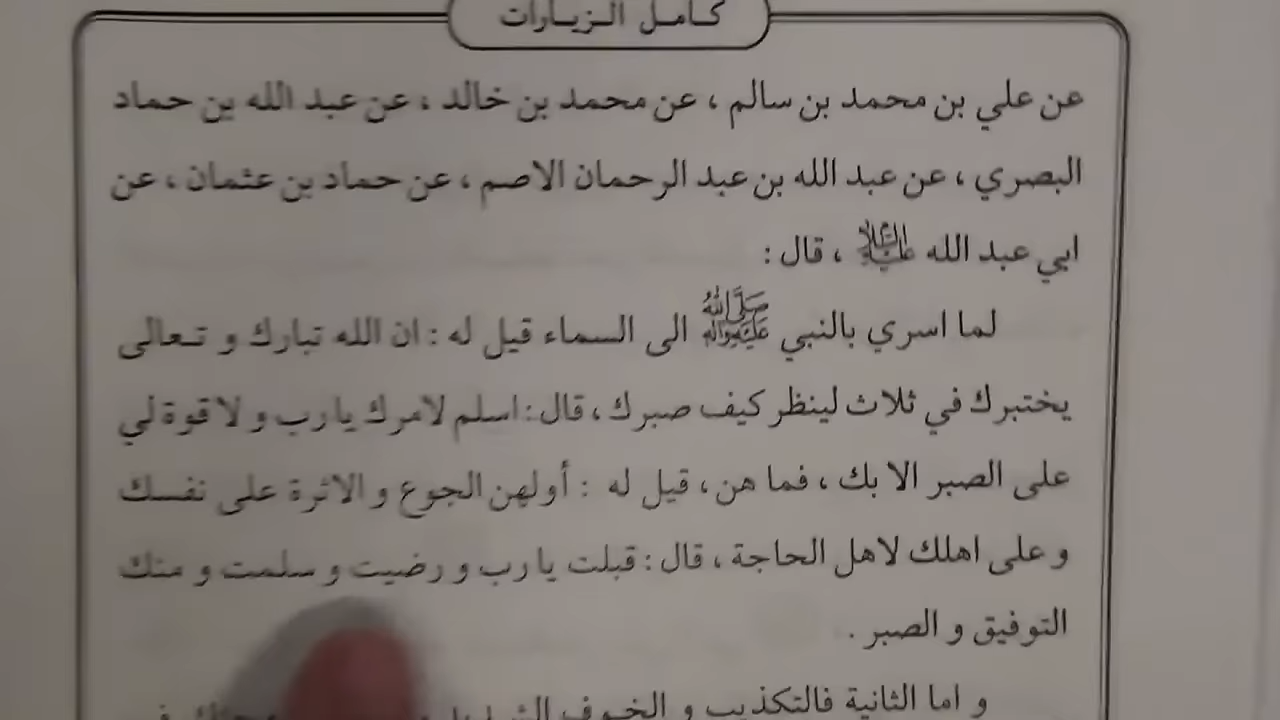 كامل الزيارات
عن علي بن محمد بن سالم ، عن محمد بن خالد ، عن عبد الله بن حماد
البصري ، عن عبد الله بن عبد الرحمان الاصم ، عن حماد بن عثمان ، عن
ابي عبد الله عليه السلام ، قال :
لما اسري بالنبي صلى الله عليه وآله الى السماء قيل له : ان الله تبارك و تعالى
يختبرك في ثلاث لينظر كيف صبرك ، قال : اسلم لامرك يا رب و لا قوة لي
على الصبر الا بك ، فما هن ، قيل له : أولهن الجوع و الاثرة على نفسك
و على اهلك لاهل الحاجة ، قال : قبلت يا رب و رضيت و سلمت و منك
التوفيق و الصبر .
و اما الثانية فالتكذيب و الخوف الشديد